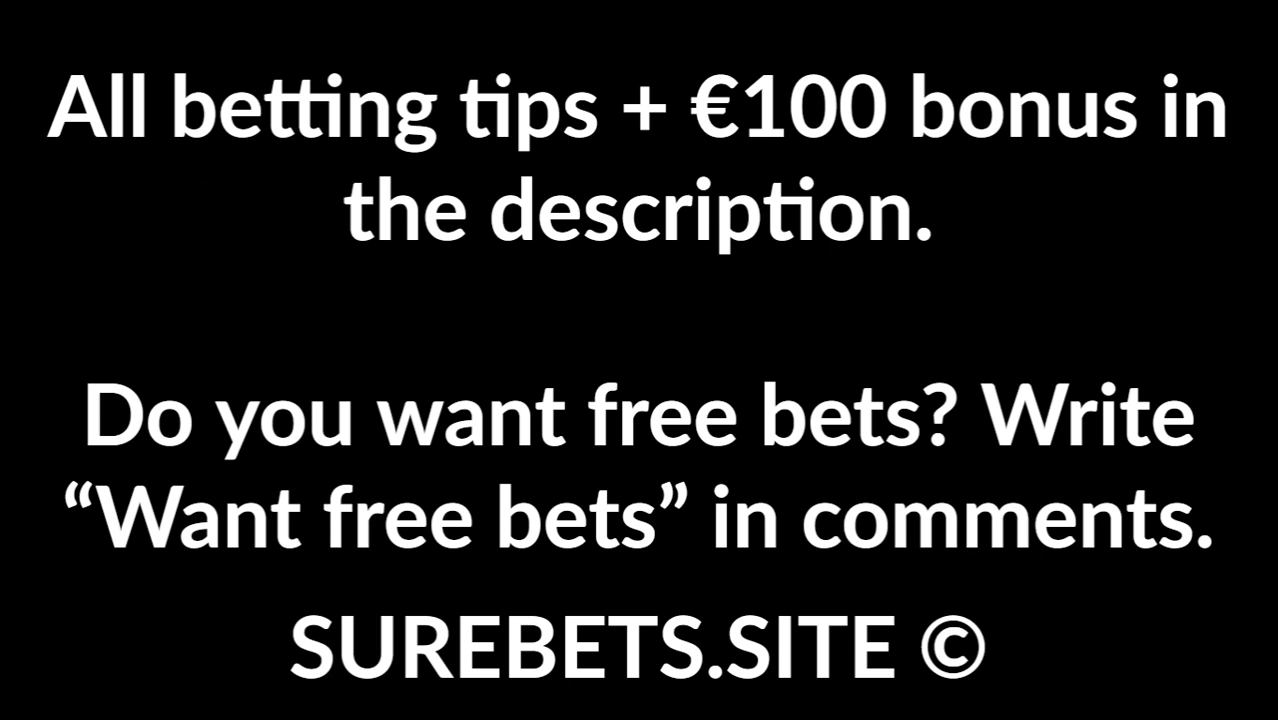 All betting tips + €100 bonus in
the description.
Do you want free bets? Write
“Want free bets” in comments.
SUREBETS.SITE ©